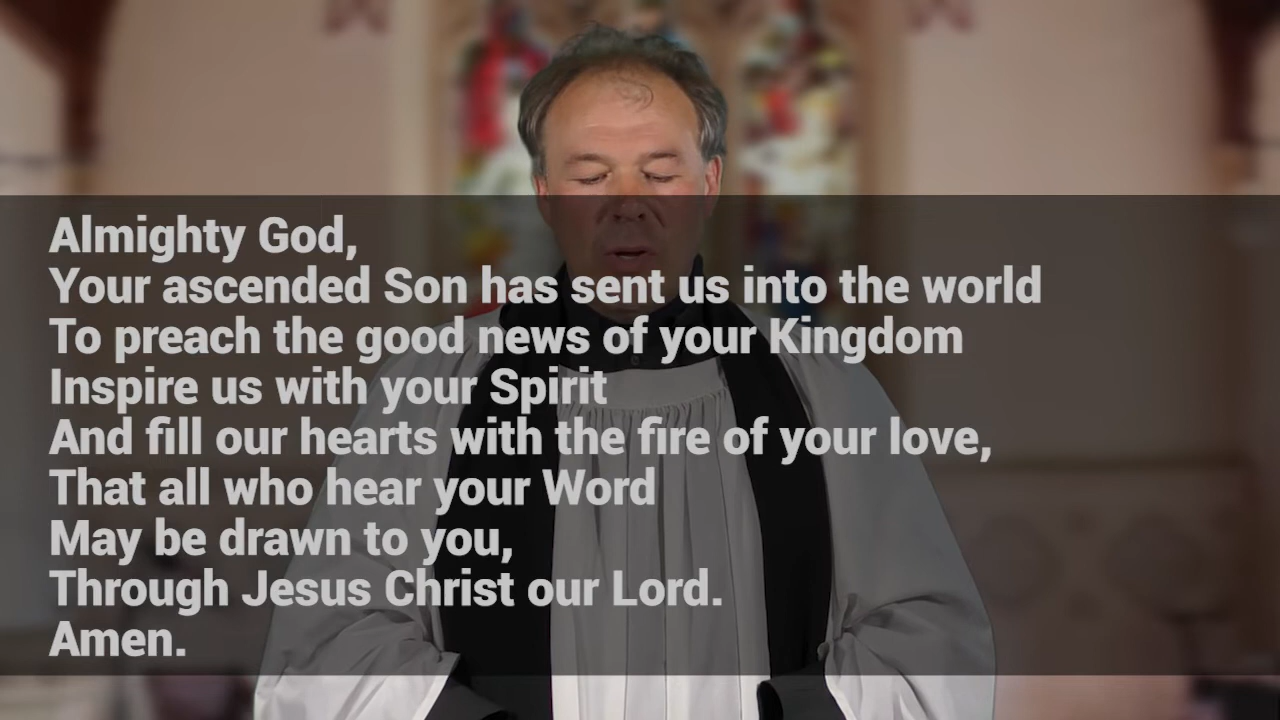 Almighty God,
Your ascended Son has sent us into the world
To preach the good news of your Kingdom
Inspire us with your Spirit
And fill our hearts with the fire of your love,
That all who hear your Word
May be drawn to you,
Through Jesus Christ our Lord.
Amen.